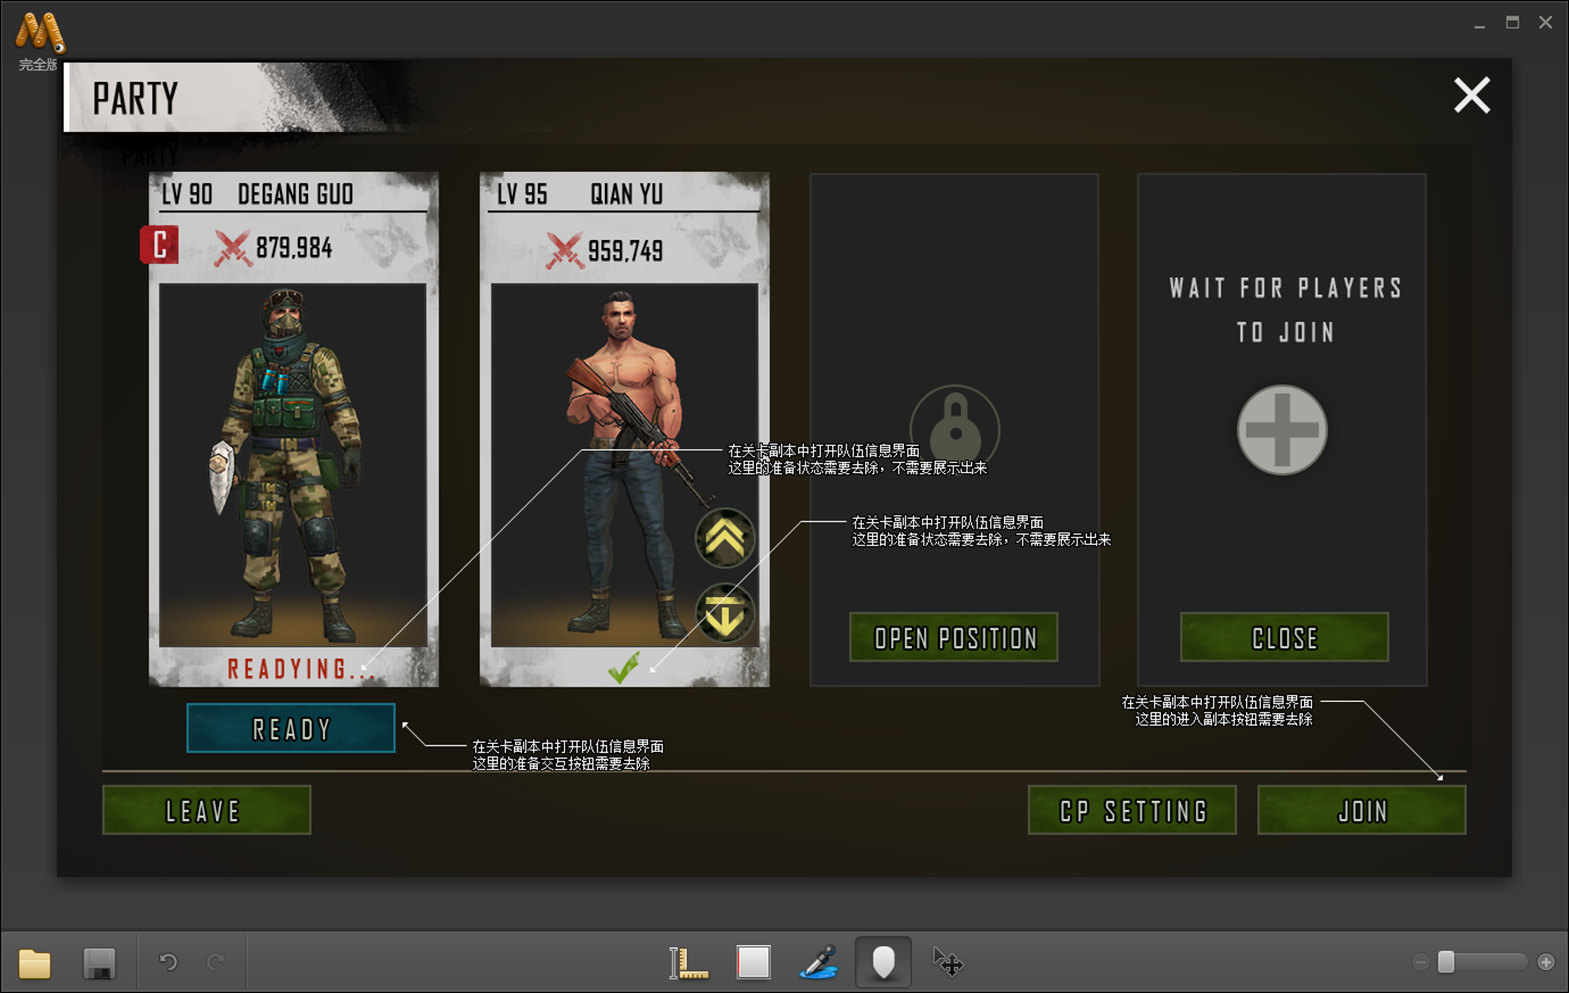 完全版
PARTY
PARTY
LV 90 DEGANG GUO
C
879,984
LV 95 QIAN YU
959,749
WAIT FOR PLAYERS
TO JOIN
在关卡副本中打开队伍信息界面
这里的准备状态需要去除，不需要展示出来
在关卡副本中打开队伍信息界面
这里的准备状态需要去除，不需要展示出来
OPEN POSITION
CLOSE
READYING...
在关卡副本中打开队伍信息界面
这里的进入副本按钮需要去除
READY
在关卡副本中打开队伍信息界面
这里的准备交互按钮需要去除
LEAVE
CP SETTING
JOIN